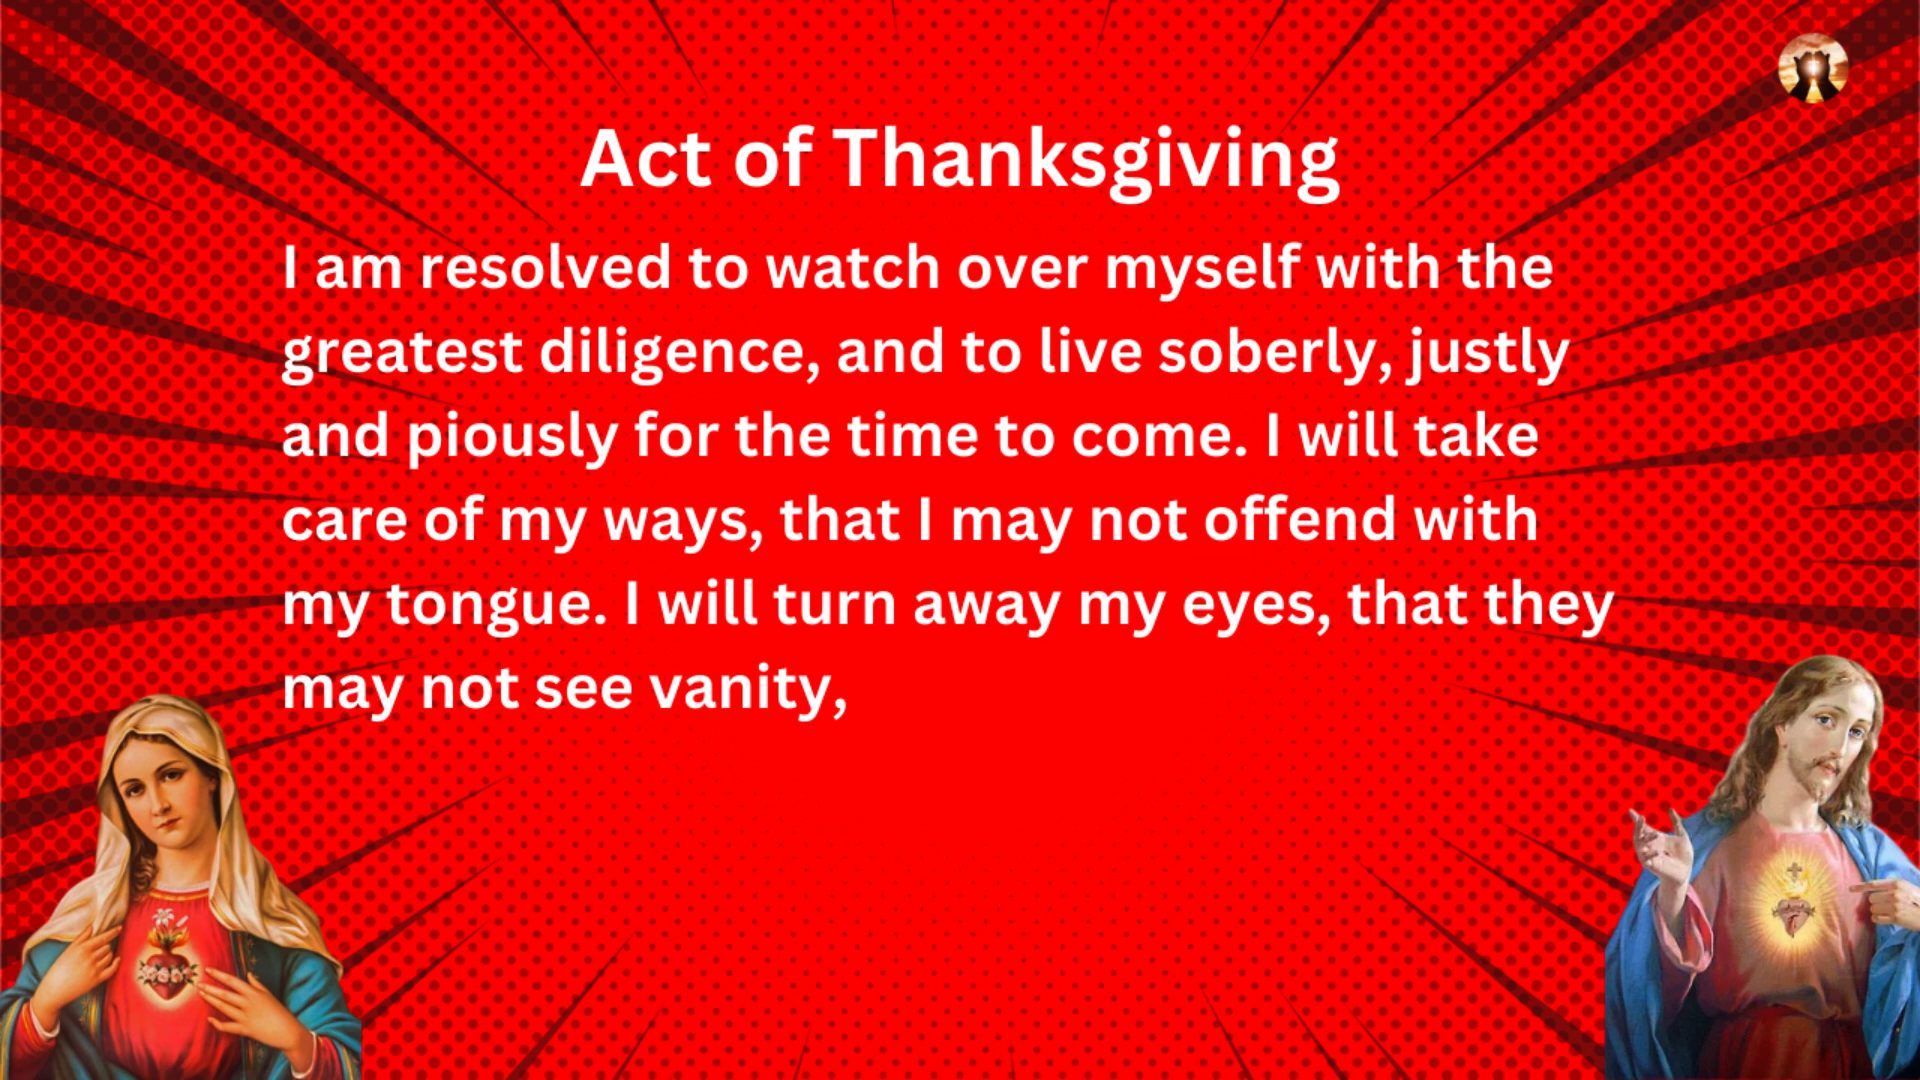 Act of Thanksgiving
I am resolved to watch over myself with the
greatest diligence, and to live soberly, justly
and piously for the time to come. I will take
care of my ways, that I may not offend with
my tongue. I will turn away my eyes, that they
may not see vanity,